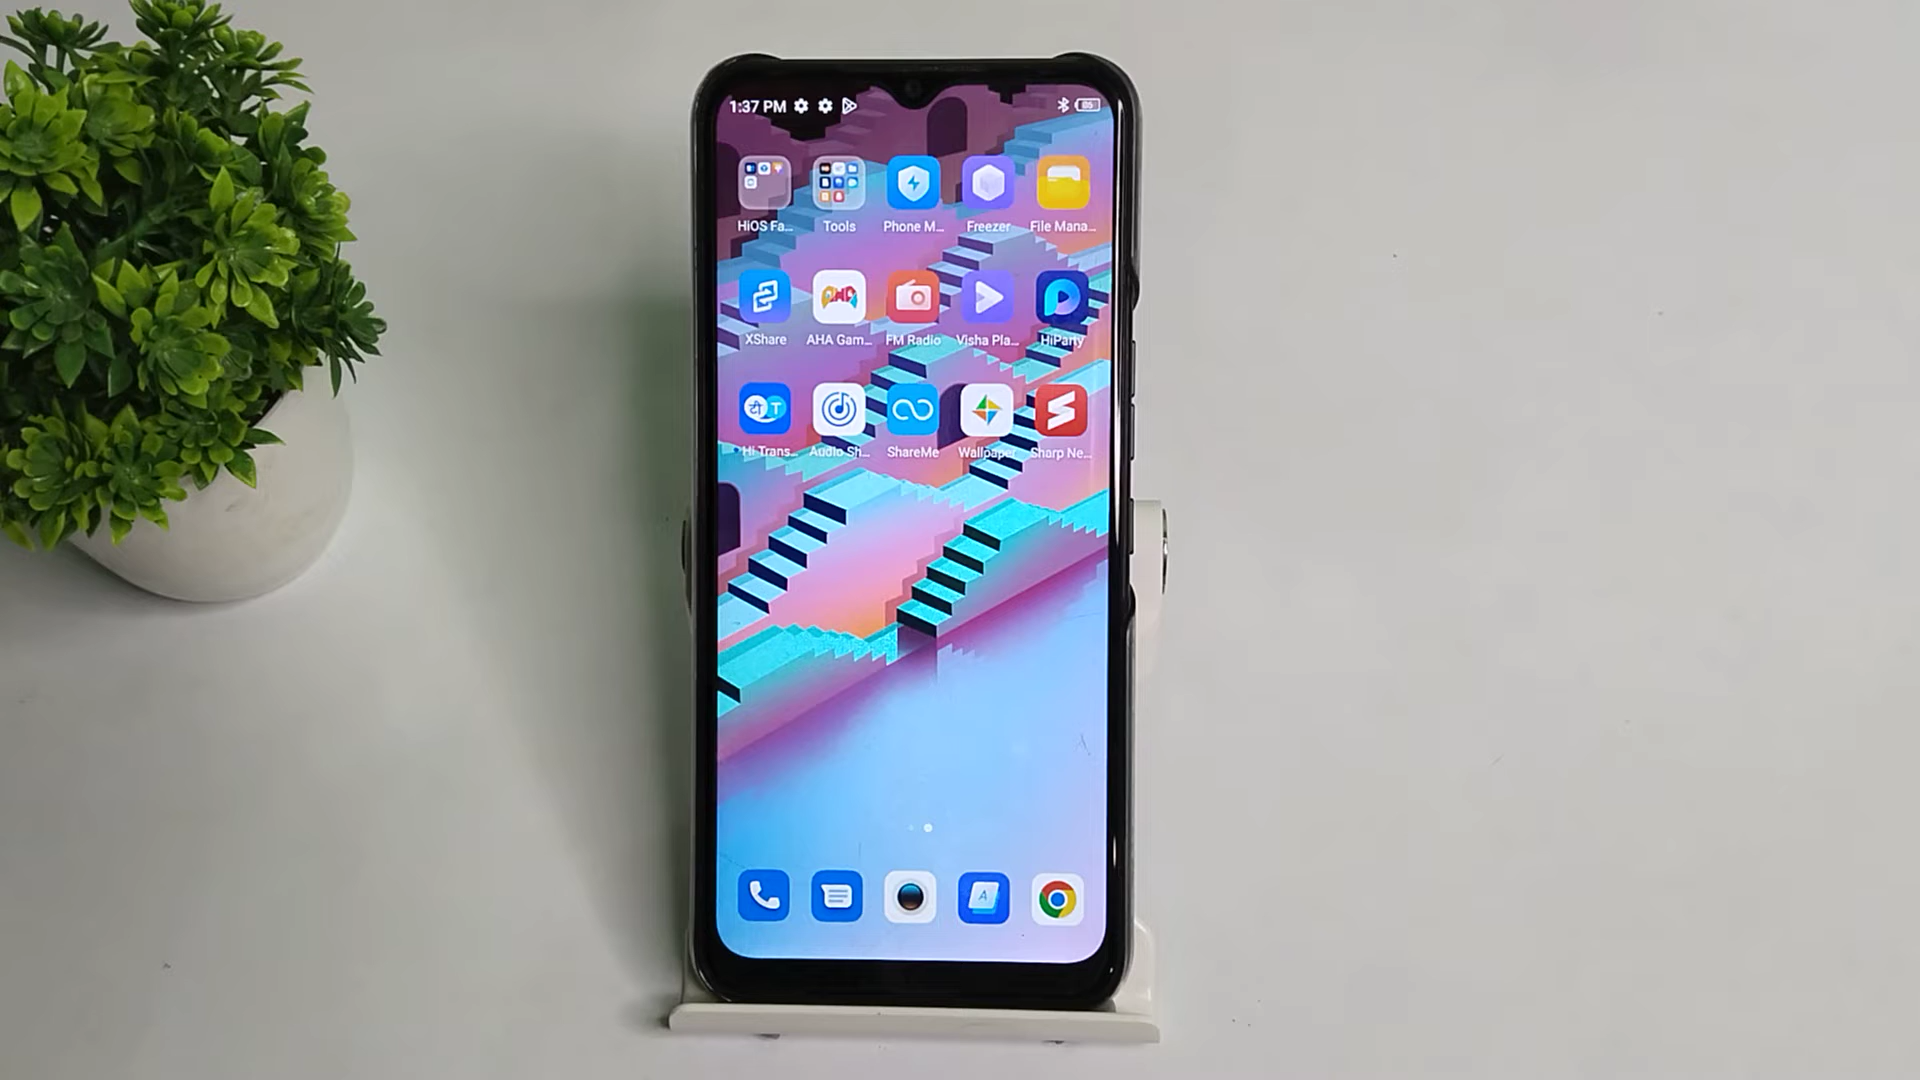 1:37 PM
HiOS Fa... Tools Phone M... Freezer File Mana...
AHA
XShare AHA Gam... FM Radio Visha Pla... HiParty
टी T
Hi Trans... Audio Sh... ShareMe Wallpaper Sharp Ne...
A